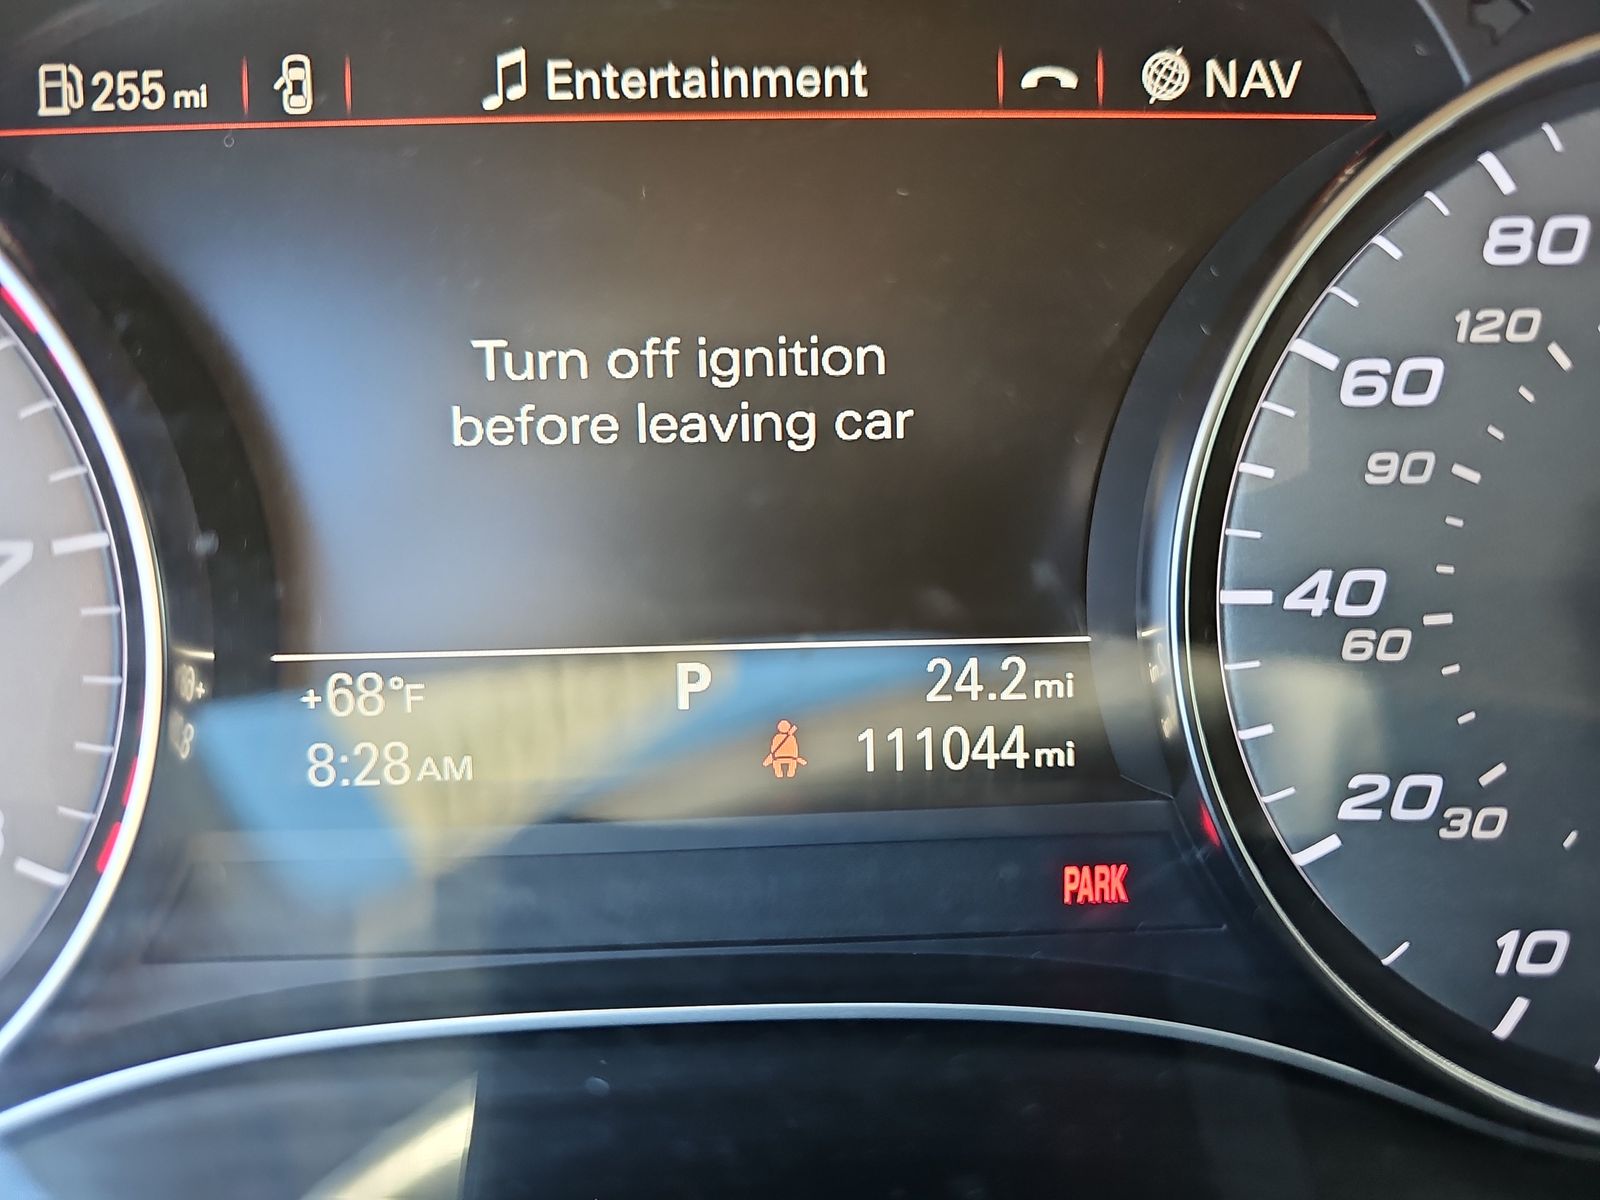 255 mi
Entertainment
NAV
Turn off ignition
before leaving car
+68°F
P
24.2 mi
8:28 AM
111044 mi
PARK
80
120
60
90
40
60
20
30
10